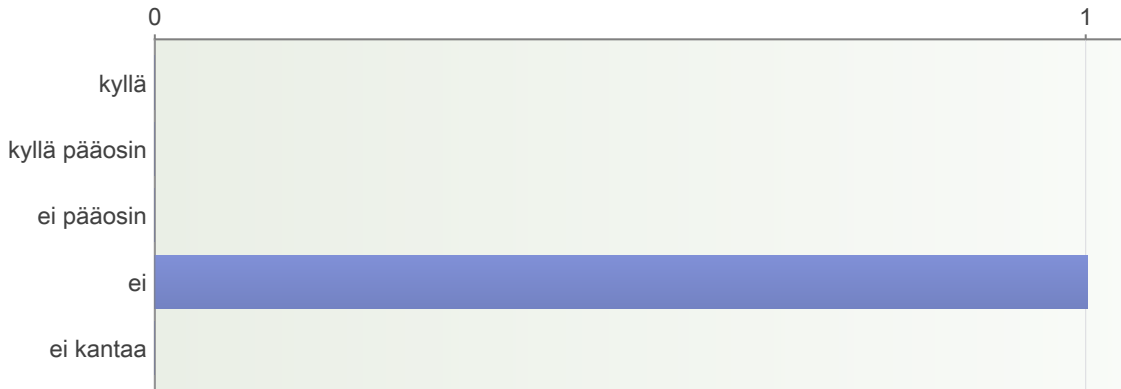 0 1
kyllä
kyllä pääosin
ei pääosin
ei
ei kantaa